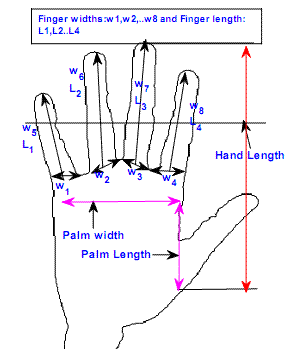 Finger widths:w1,w2,..w8 and Finger length:
L1,L2..L4
w6
L2
w7
L3
w8
L4
w5
L1
w1
w2
w3
w4
Hand Length
Palm width
Palm Length